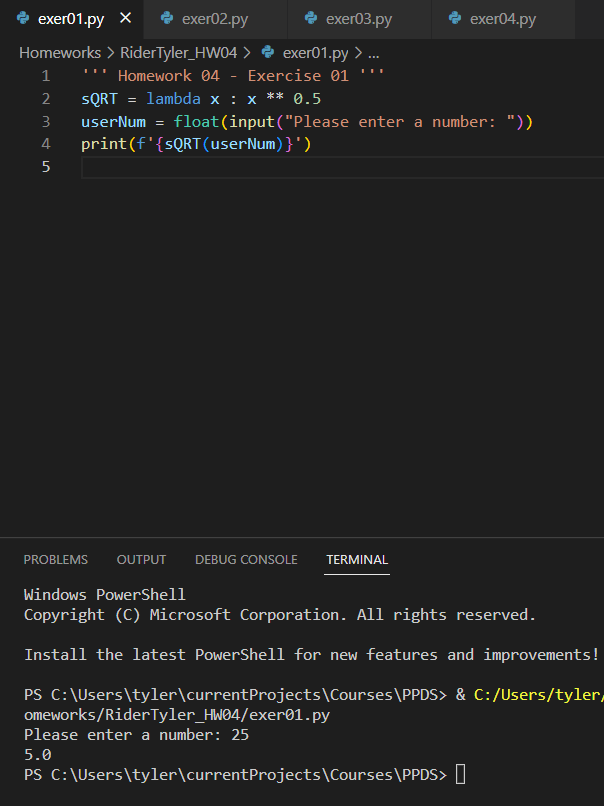 exer01.py ✕ exer02.py exer03.py exer04.py
Homeworks > RiderTyler_HW04 > exer01.py > ...
1 ''' Homework 04 - Exercise 01 '''
2 sQRT = lambda x : x ** 0.5
3 userNum = float(input("Please enter a number: "))
4 print(f'{sQRT(userNum)}')
5
PROBLEMS OUTPUT DEBUG CONSOLE TERMINAL
Windows PowerShell
Copyright (C) Microsoft Corporation. All rights reserved.
Install the latest PowerShell for new features and improvements!
PS C:\Users\tyler\currentProjects\Courses\PPDS> & C:/Users/tyler/
omeworks/RiderTyler_HW04/exer01.py
Please enter a number: 25
5.0
PS C:\Users\tyler\currentProjects\Courses\PPDS>